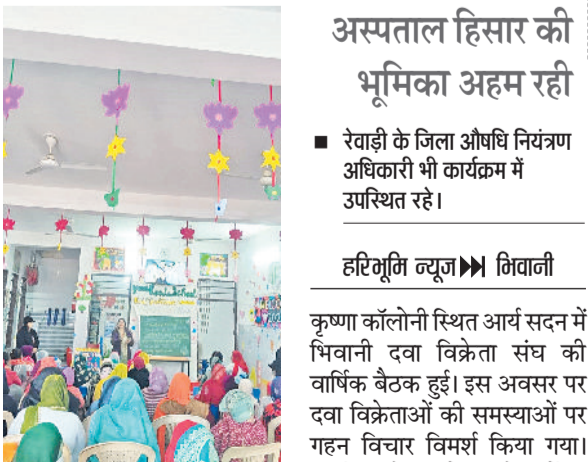 अस्पताल हिसार की
भूमिका अहम रही
■ रेवाड़ी के जिला औषधि नियंत्रण
अधिकारी भी कार्यक्रम में
उपस्थित रहे।
हरिभूमि न्यूज ▶▶ भिवानी
कृष्णा कॉलोनी स्थित आर्य सदन में
भिवानी दवा विक्रेता संघ की
वार्षिक बैठक हुई। इस अवसर पर
दवा विक्रेताओं की समस्याओं पर
गहन विचार विमर्श किया गया।